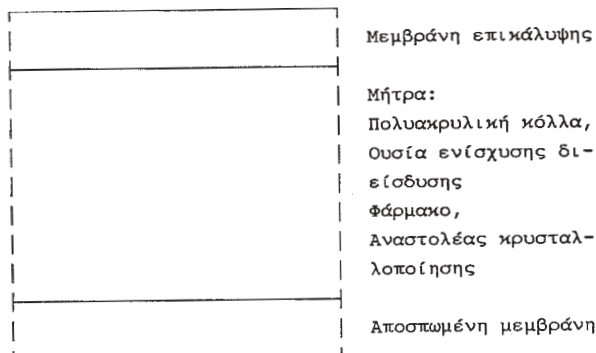 Μεμβράνη επικάλυψης
Μήτρα:
Πολυακρυλική κόλλα,
Ουσία ενίσχυσης δι-
είσδυσης
Φάρμακο,
Αναστολέας κρυσταλ-
λοποίησης
Αποσπωμένη μεμβράνη